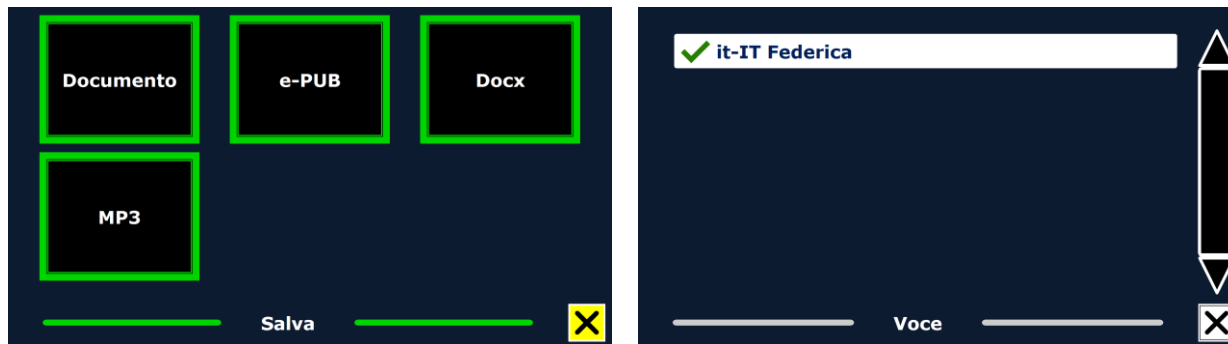 Documento
e-PUB
Docx
MP3
Salva
it-IT Federica
Voce